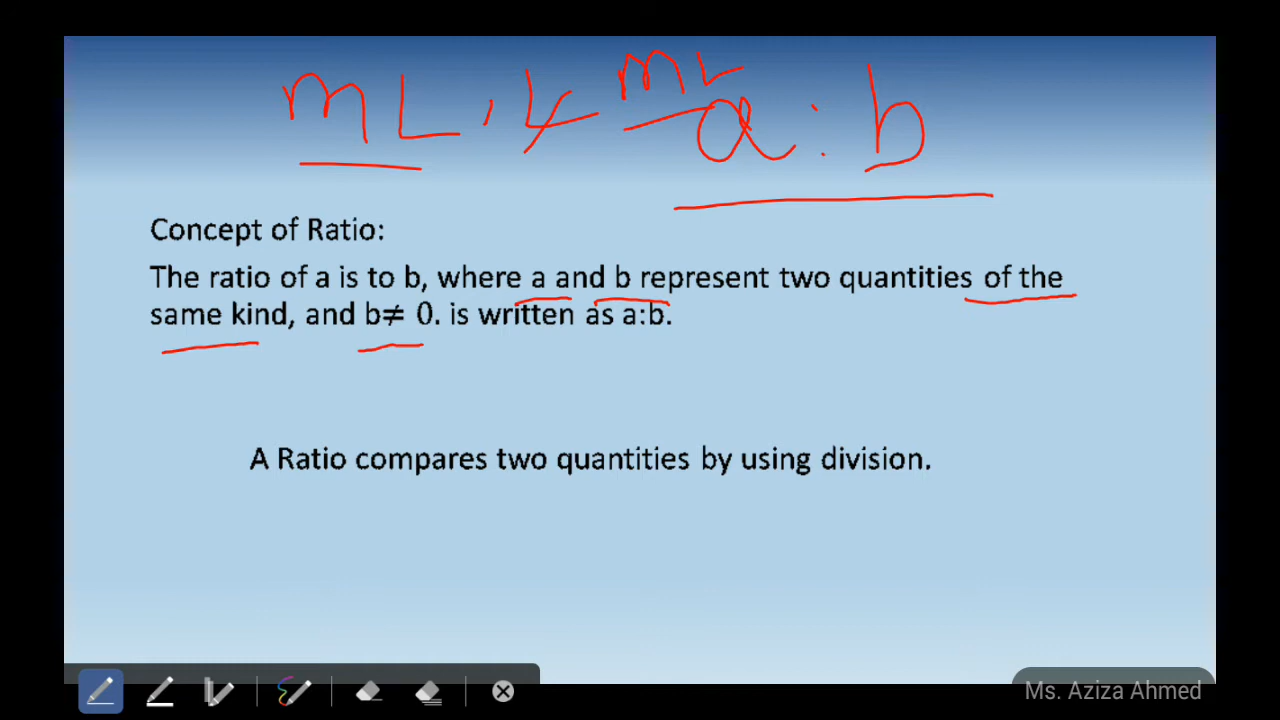 mL
mL
a : b
Concept of Ratio:
The ratio of a is to b, where a and b represent two quantities of the
same kind, and b≠ 0. is written as a:b.
A Ratio compares two quantities by using division.
Ms. Aziza Ahmed